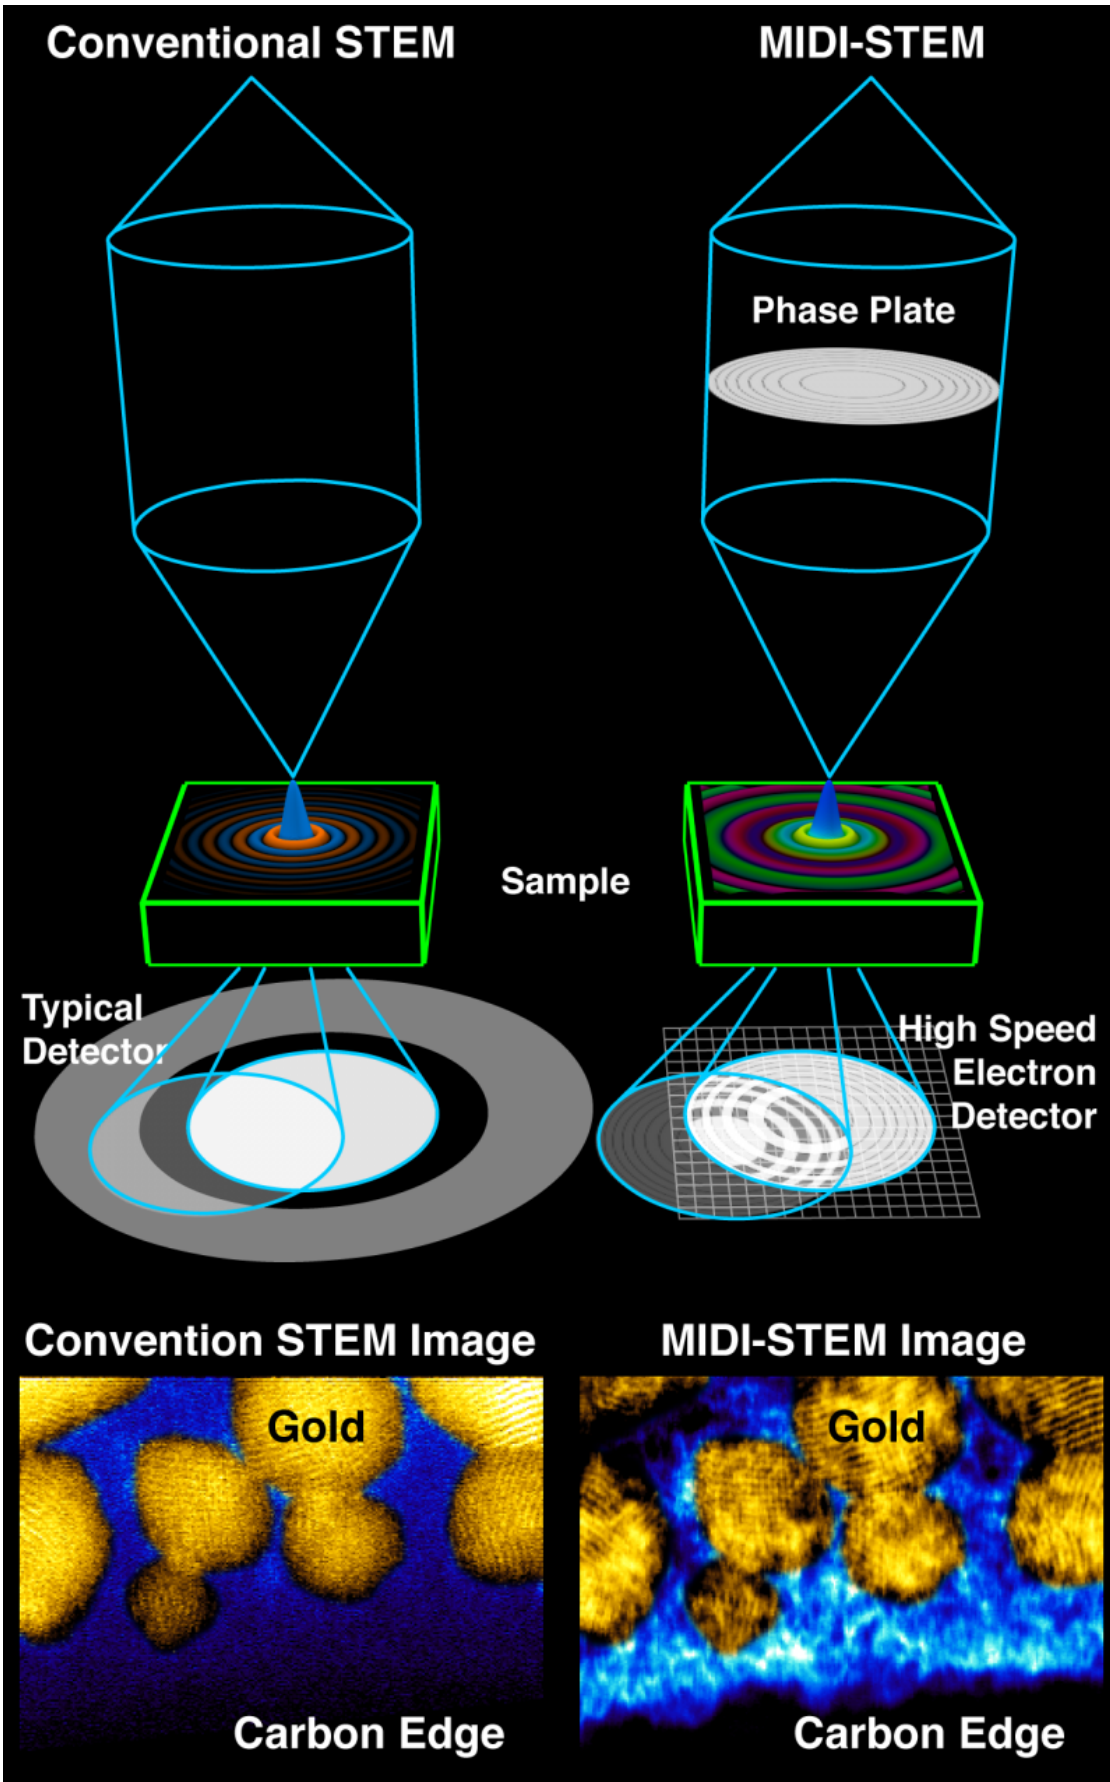 Conventional STEM
MIDI-STEM
Phase Plate
Sample
Typical
Detector
High Speed
Electron
Detector
Convention STEM Image
MIDI-STEM Image
Gold
Gold
Carbon Edge
Carbon Edge